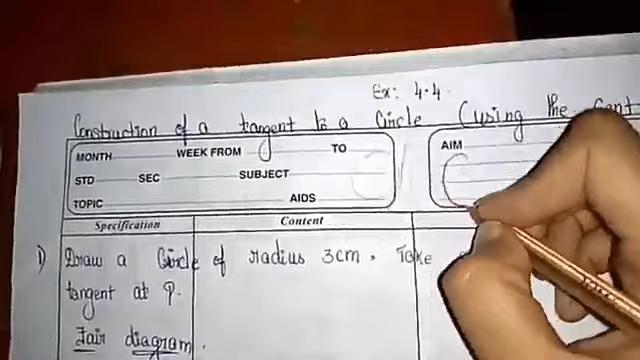 Ex: 4.4
Construction of a tangent to a Circle (using the
MONTH WEEK FROM TO
STD SEC SUBJECT
TOPIC AIDS
AIM
Specification Content
1) Draw a Circle of radius 3cm. Take
tangent at P.
Fair diagram.